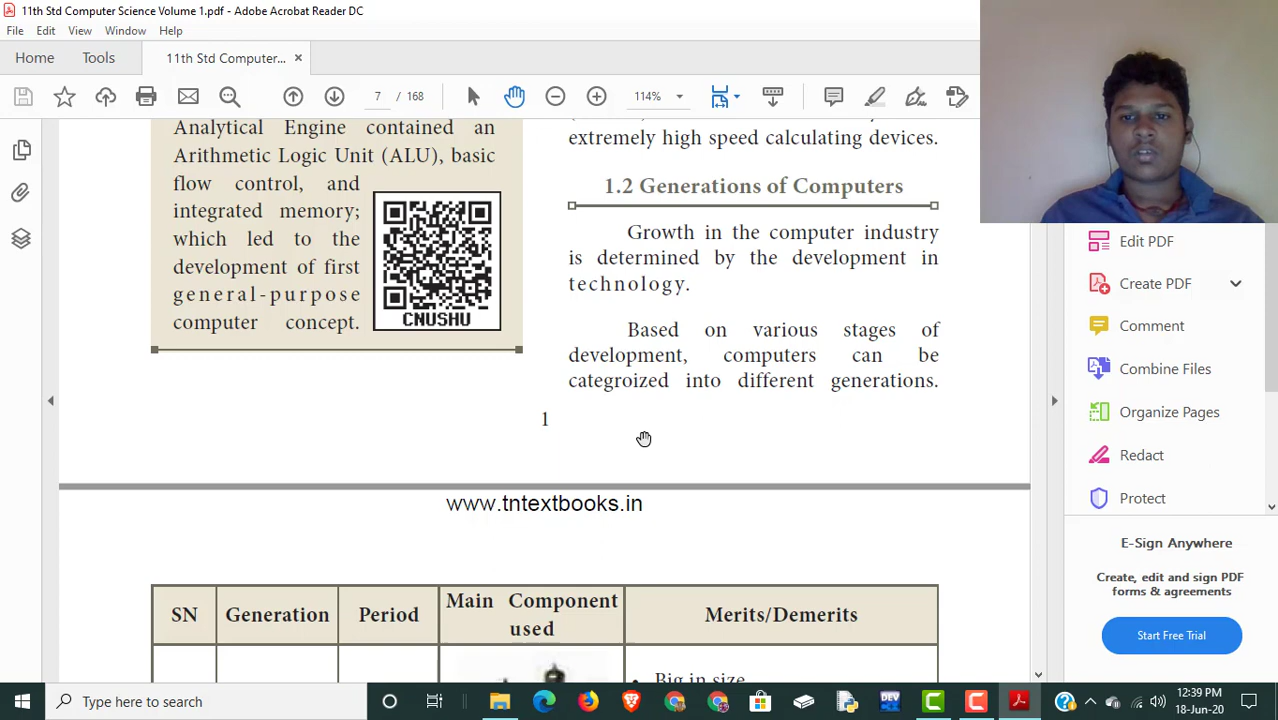 11th Std Computer Science Volume 1.pdf - Adobe Acrobat Reader DC
File Edit View Window Help
Home Tools 11th Std Computer... ×
7 / 168 114%
Analytical Engine contained an
Arithmetic Logic Unit (ALU), basic
flow control, and
integrated memory;
which led to the
development of first
general-purpose
computer concept.
CNUSHU
extremely high speed calculating devices.
1.2 Generations of Computers
Growth in the computer industry
is determined by the development in
technology.
Based on various stages of
development, computers can be
categroized into different generations.
1
www.tntextbooks.in
SN Generation Period Main Component used Merits/Demerits
• Big in size
Edit PDF
Create PDF
Comment
Combine Files
Organize Pages
Redact
Protect
E-Sign Anywhere
Create, edit and sign PDF
forms & agreements
Start Free Trial
Type here to search
DEV
12:39 PM
18-Jun-20